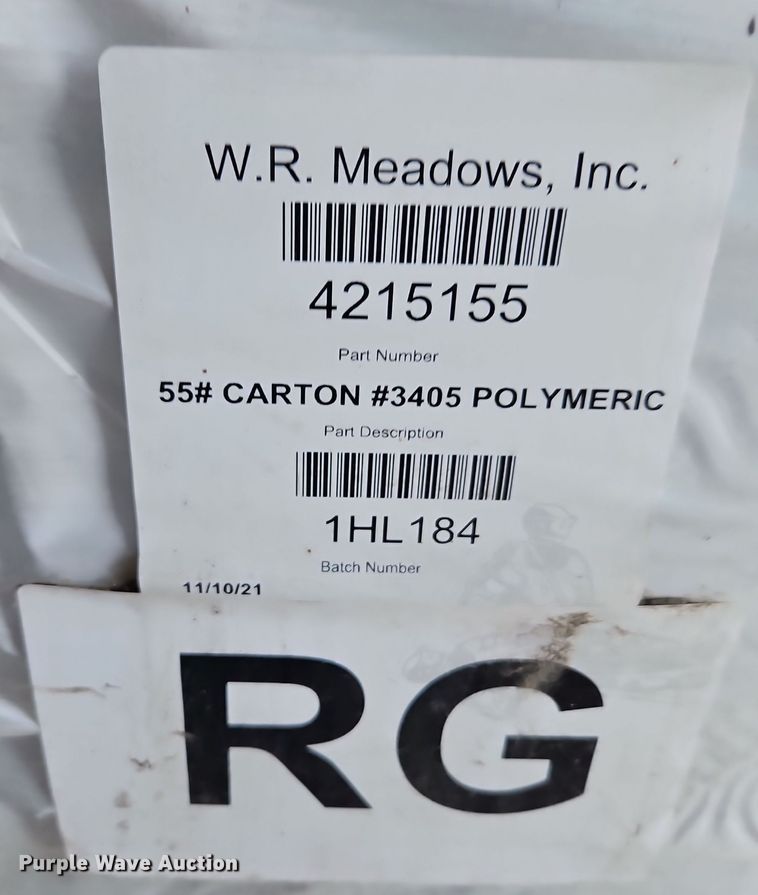 W.R. Meadows, Inc.
4215155
Part Number
55# CARTON #3405 POLYMERIC
Part Description
1HL184
Batch Number
11/10/21
RG
Purple Wave Auction